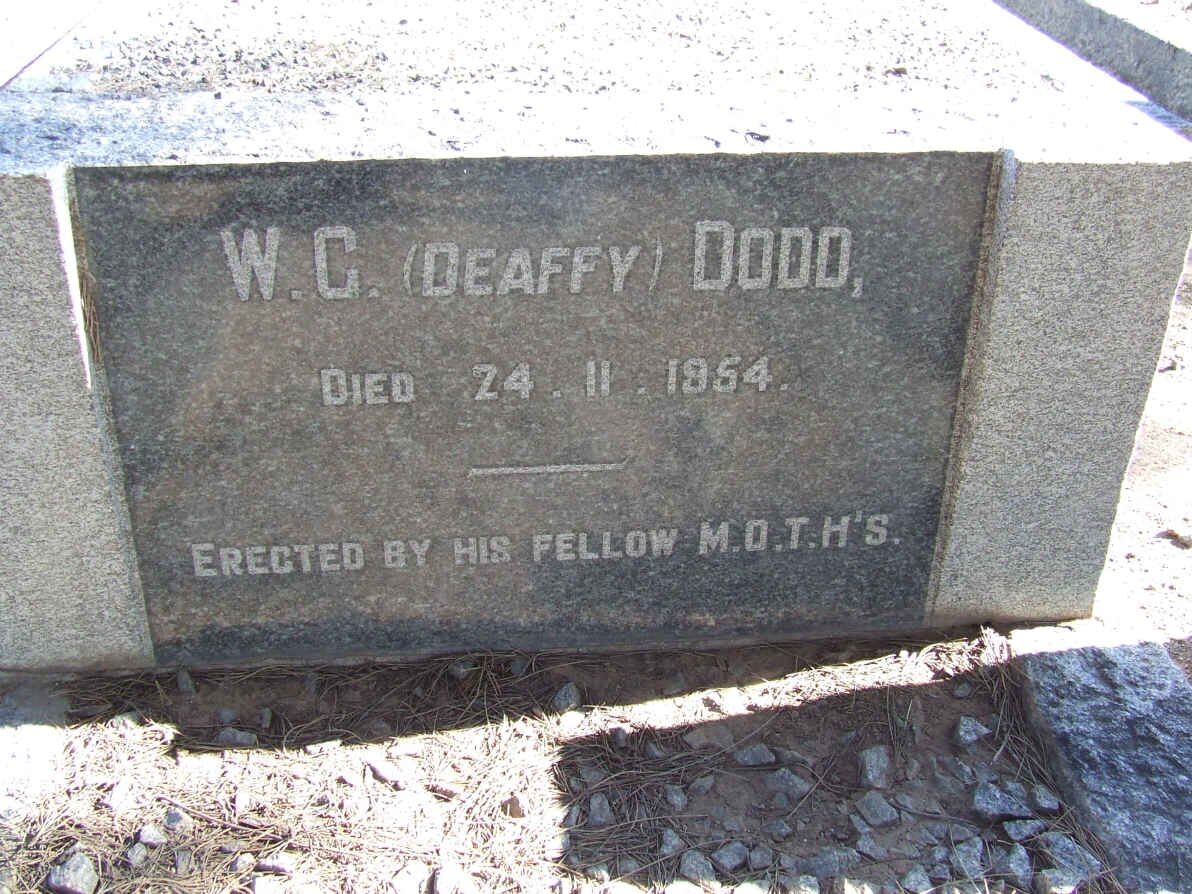 W. G. (DEAFFY) DODD,
DIED 24 . 11 . 1954.
ERECTED BY HIS FELLOW M.O.T.H'S.